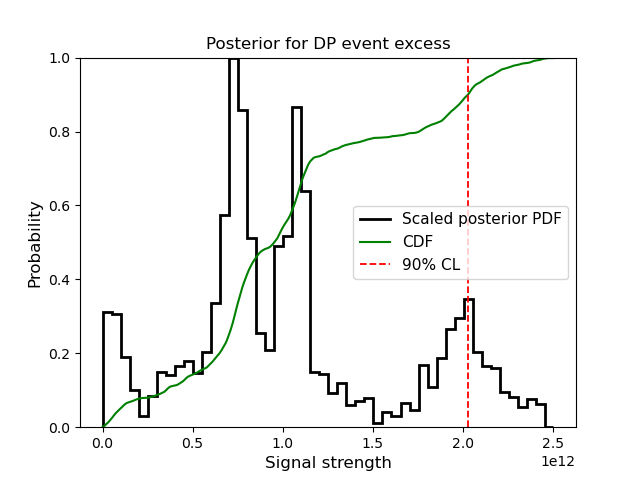 Posterior for DP event excess
1.0
0.8
0.6
0.4
0.2
0.0
Probability
Scaled posterior PDF
CDF
90% CL
0.0 0.5 1.0 1.5 2.0 2.5
1e12
Signal strength